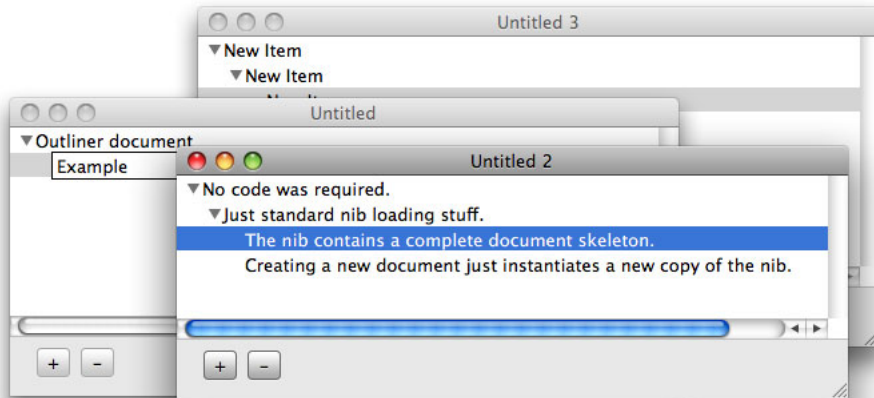 Untitled 3
New Item
New Item
Untitled
Outliner document
Example
Untitled 2
No code was required.
Just standard nib loading stuff.
The nib contains a complete document skeleton.
Creating a new document just instantiates a new copy of the nib.
+ -
+ -